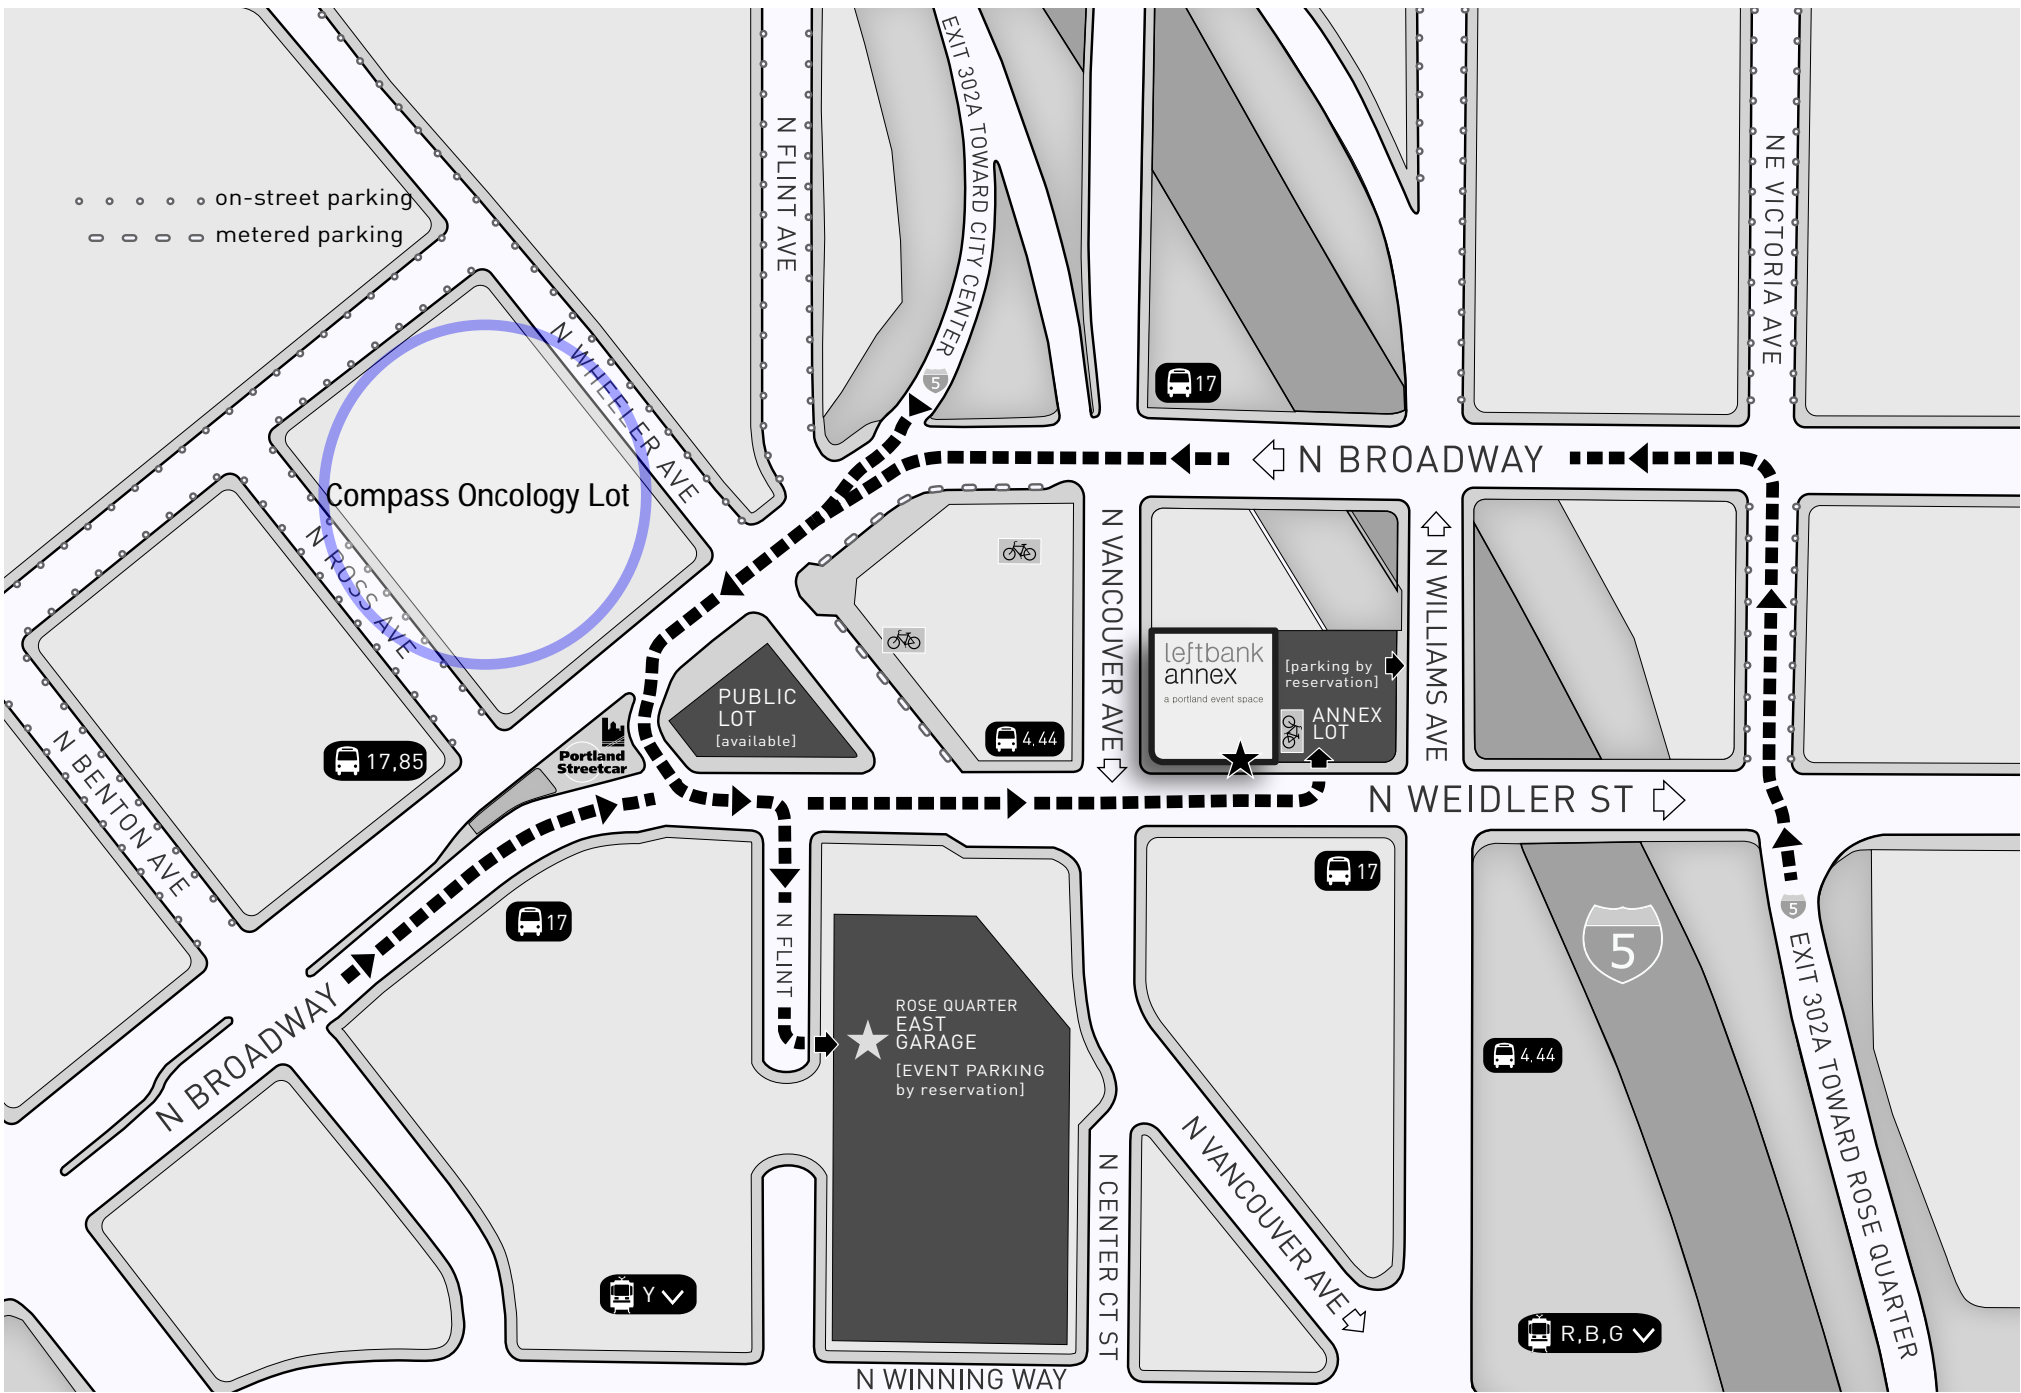 on-street parking
metered parking
N FLINT AVE
EXIT 302A TOWARD CITY CENTER
5
NE VICTORIA AVE
N WHEELER AVE
17
N BROADWAY
Compass Oncology Lot
N ROSS AVE
N VANCOUVER AVE
N WILLIAMS AVE
leftbank
annex
a portland event space
[parking by
reservation]
ANNEX
LOT
PUBLIC
LOT
[available]
4,44
Portland
Streetcar
17,85
N BENTON AVE
N WEIDLER ST
17
17
5
5
N FLINT
EXIT 302A TOWARD ROSE QUARTER
N BROADWAY
ROSE QUARTER
EAST
GARAGE
[EVENT PARKING
by reservation]
4,44
N VANCOUVER AVE
N CENTER CT ST
Y
R,B,G
N WINNING WAY